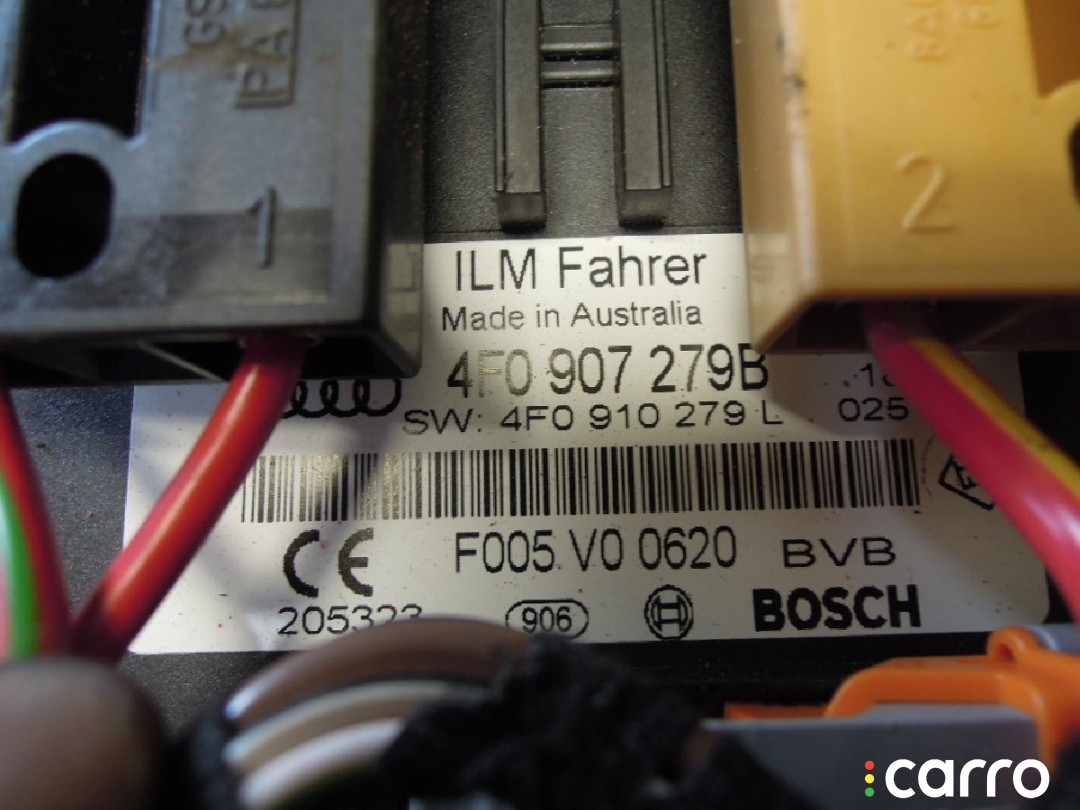 1
2
ILM Fahrer
Made in Australia
4F0 907 279B
SW: 4F0 910 279 L 025
F005 V0 0620 BVB
205323 906 BOSCH
carro